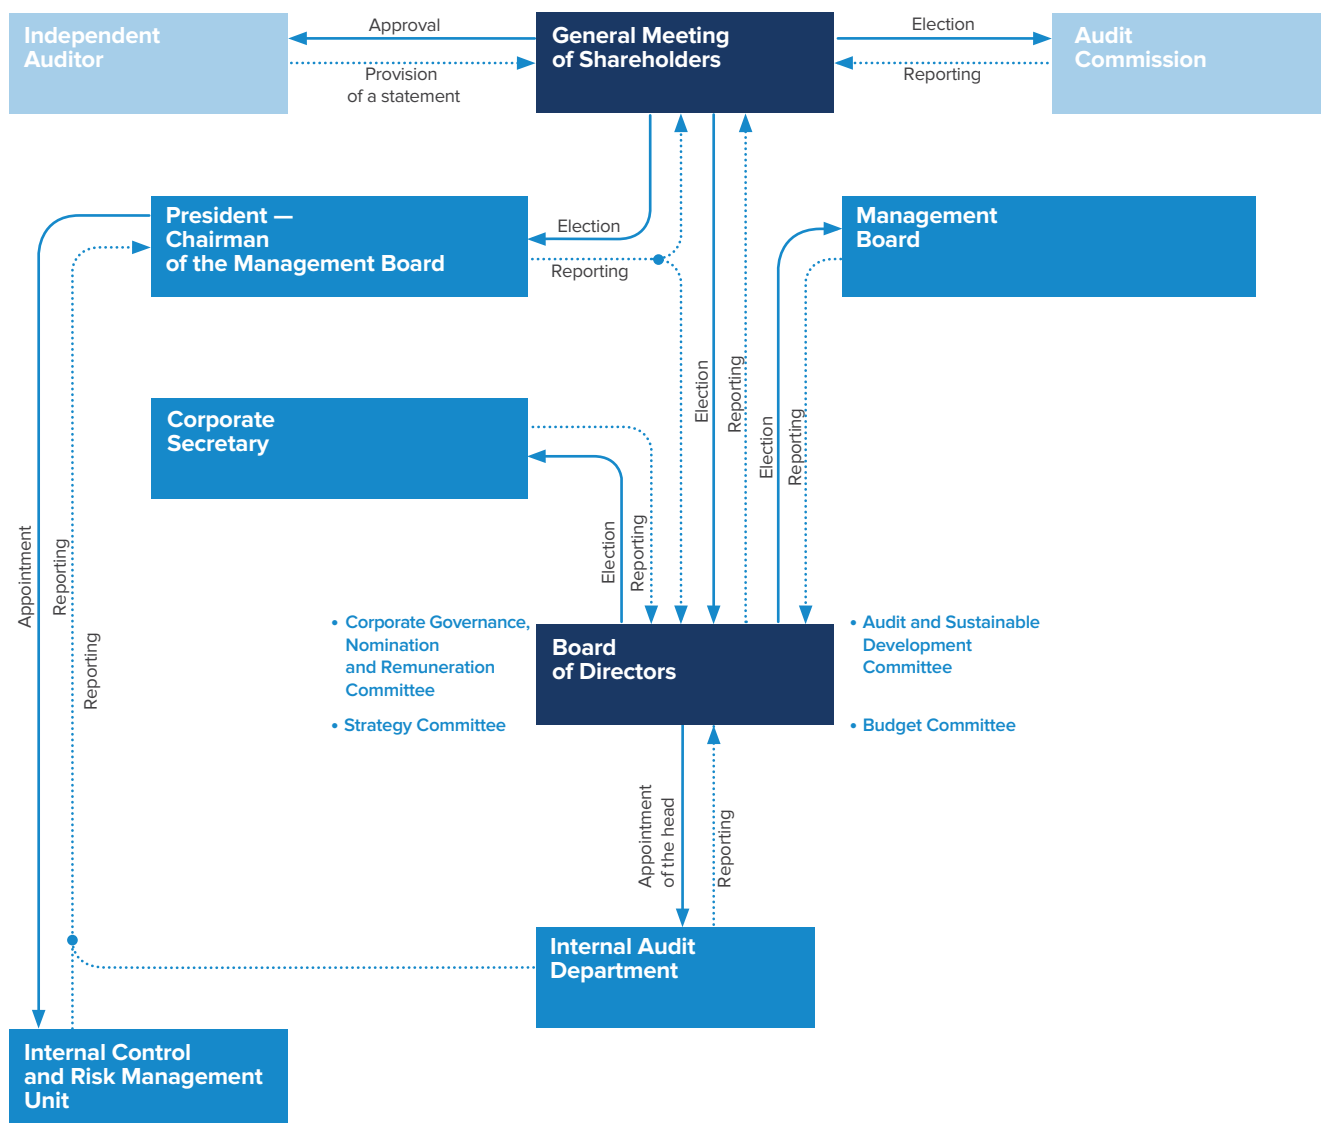 Independent
Auditor
Approval
Provision
of a statement
General Meeting
of Shareholders
Election
Reporting
Audit
Commission
President —
Chairman
of the Management Board
Election
Reporting
Management
Board
Election
Reporting
Election
Reporting
Corporate
Secretary
Election
Reporting
Appointment
Reporting
Reporting
• Corporate Governance,
Nomination
and Remuneration
Committee
• Strategy Committee
Board
of Directors
• Audit and Sustainable
Development
Committee
• Budget Committee
Appointment
of the head
Reporting
Internal Audit
Department
Internal Control
and Risk Management
Unit